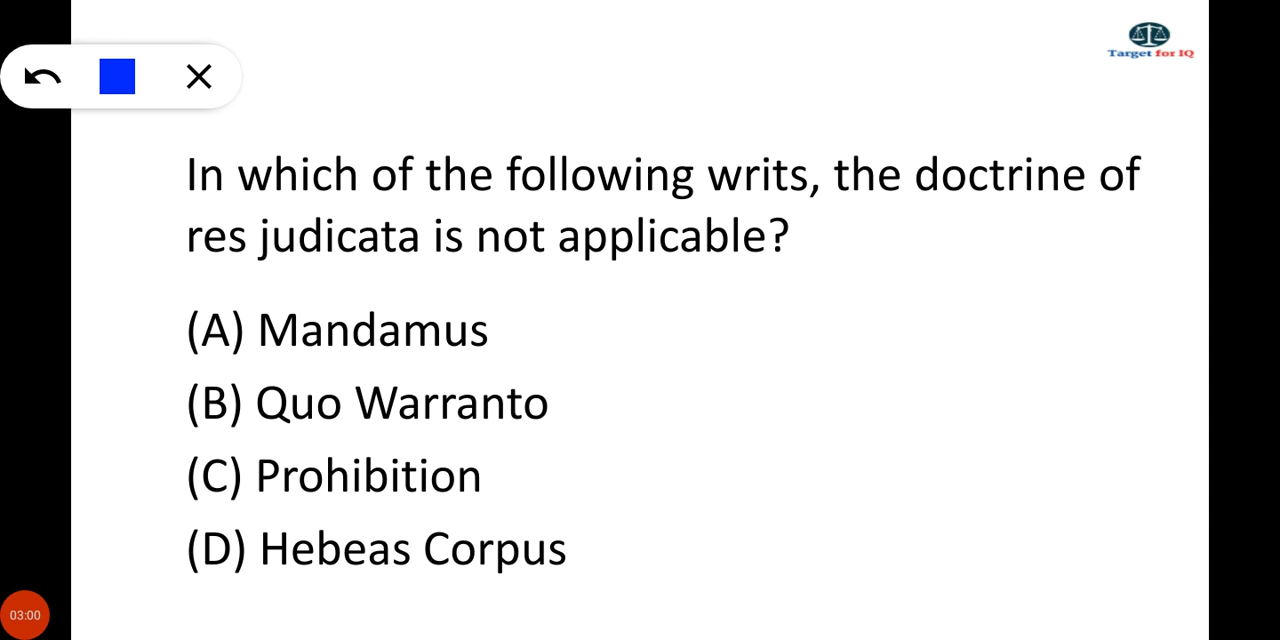 Target for IQ
In which of the following writs, the doctrine of
res judicata is not applicable?
(A) Mandamus
(B) Quo Warranto
(C) Prohibition
(D) Hebeas Corpus
03:00